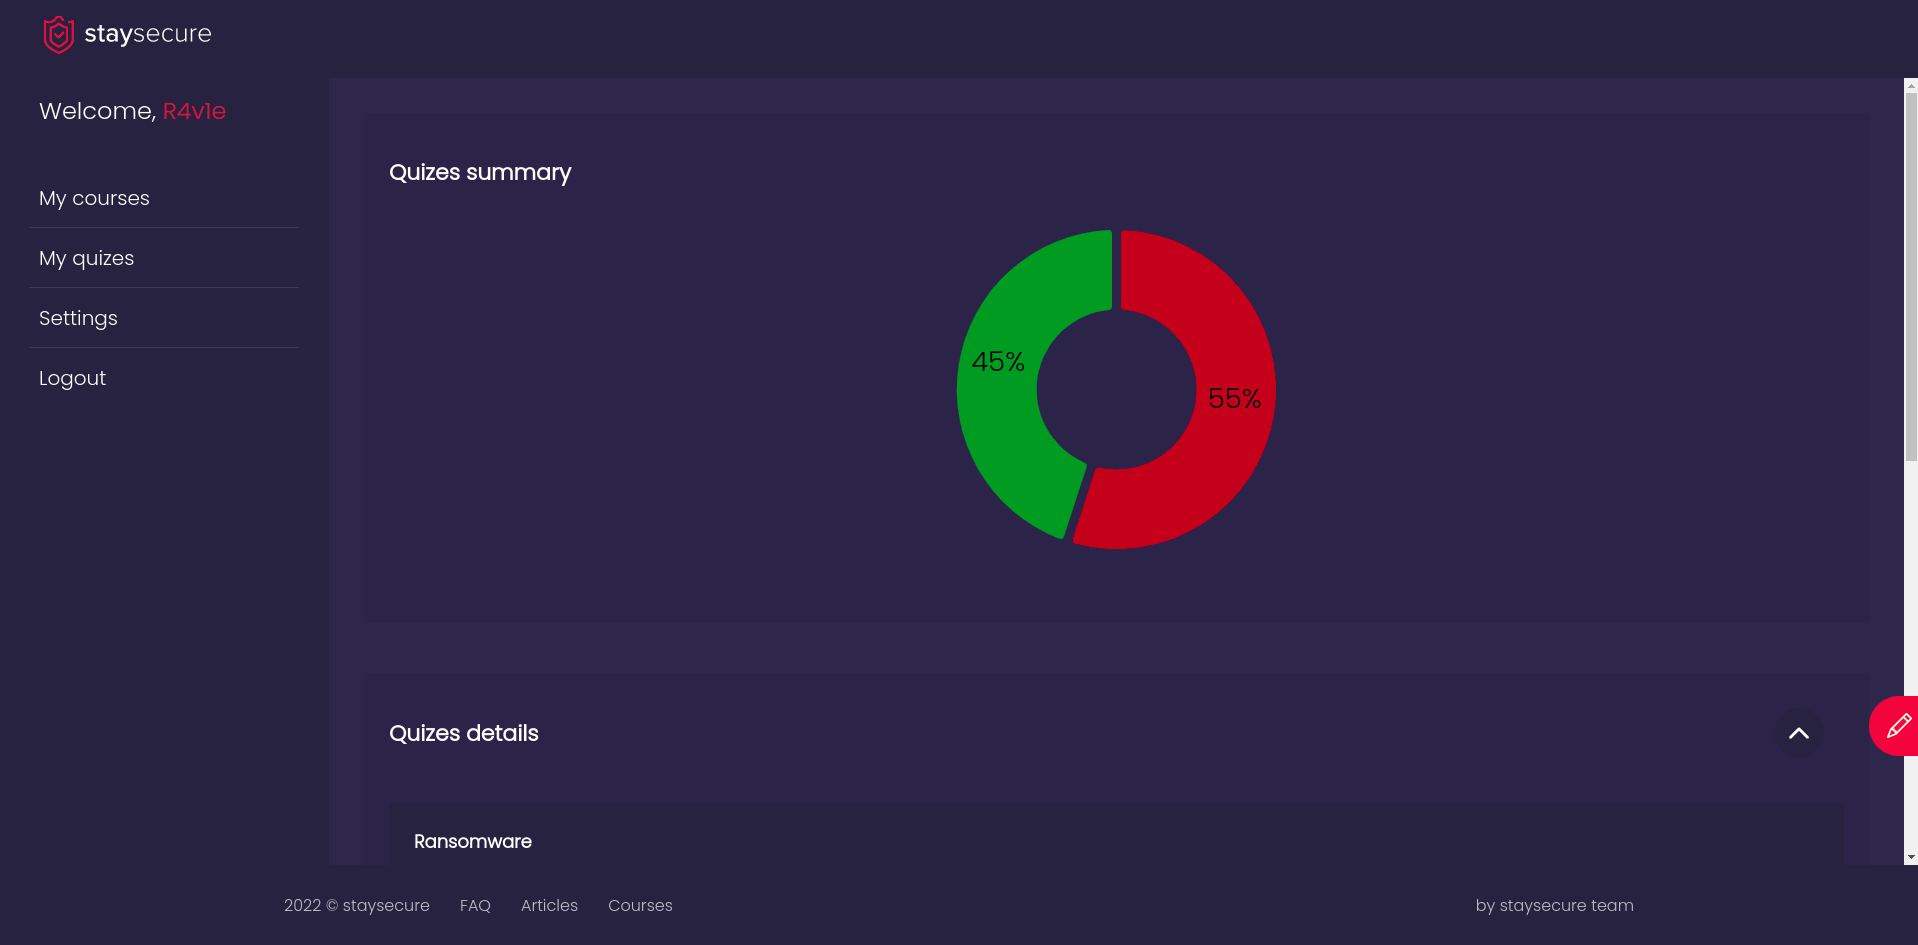 staysecure
Welcome, R4v1e
My courses
My quizes
Settings
Logout
Quizes summary
45%
55%
Quizes details
Ransomware
2022 © staysecure FAQ Articles Courses by staysecure team